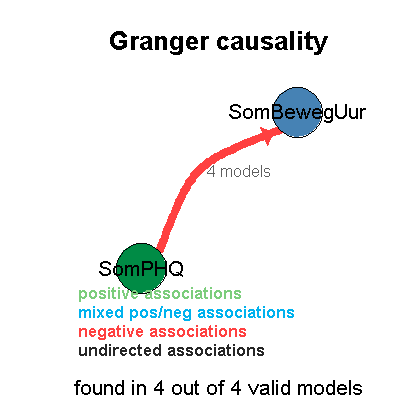 Granger causality
SomBewegUur
4 models
SomPHQ
positive associations
mixed pos/neg associations
negative associations
undirected associations
found in 4 out of 4 valid models